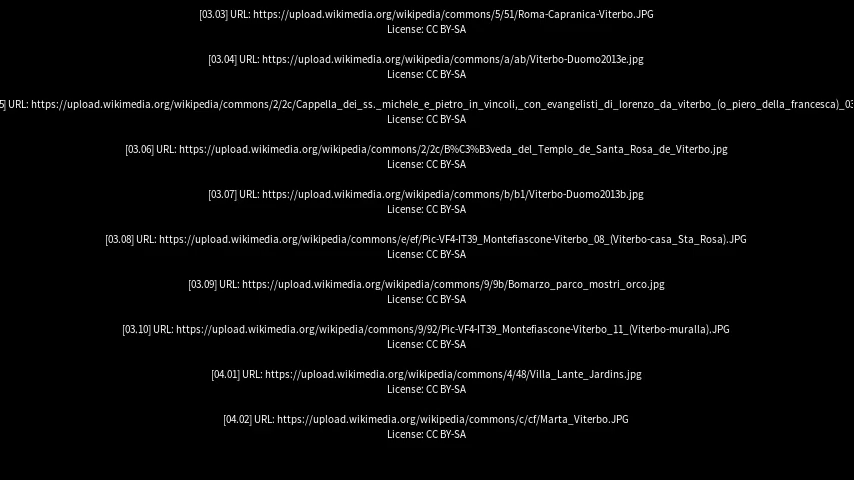 [03.03] URL: https://upload.wikimedia.org/wikipedia/commons/5/51/Roma-Capranica-Viterbo.JPG
License: CC BY-SA
[03.04] URL: https://upload.wikimedia.org/wikipedia/commons/a/ab/Viterbo-Duomo2013e.jpg
License: CC BY-SA
5] URL: https://upload.wikimedia.org/wikipedia/commons/2/2c/Cappella_dei_ss._michele_e_pietro_in_vincoli,_con_evangelisti_di_lorenzo_da_viterbo_(o_piero_della_francesca)_03
License: CC BY-SA
[03.06] URL: https://upload.wikimedia.org/wikipedia/commons/2/2c/B%C3%B3veda_del_Templo_de_Santa_Rosa_de_Viterbo.jpg
License: CC BY-SA
[03.07] URL: https://upload.wikimedia.org/wikipedia/commons/b/b1/Viterbo-Duomo2013b.jpg
License: CC BY-SA
[03.08] URL: https://upload.wikimedia.org/wikipedia/commons/e/ef/Pic-VF4-IT39_Montefiascone-Viterbo_08_(Viterbo-casa_Sta_Rosa).JPG
License: CC BY-SA
[03.09] URL: https://upload.wikimedia.org/wikipedia/commons/9/9b/Bomarzo_parco_mostri_orco.jpg
License: CC BY-SA
[03.10] URL: https://upload.wikimedia.org/wikipedia/commons/9/92/Pic-VF4-IT39_Montefiascone-Viterbo_11_(Viterbo-muralla).JPG
License: CC BY-SA
[04.01] URL: https://upload.wikimedia.org/wikipedia/commons/4/48/Villa_Lante_Jardins.jpg
License: CC BY-SA
[04.02] URL: https://upload.wikimedia.org/wikipedia/commons/c/cf/Marta_Viterbo.JPG
License: CC BY-SA